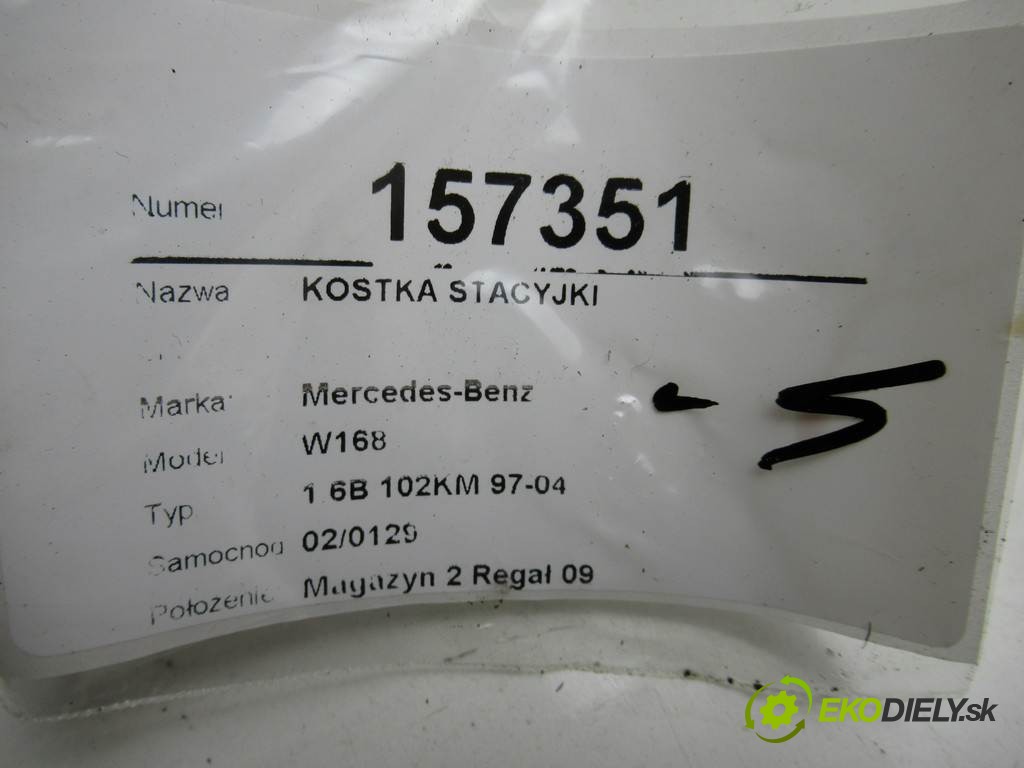 Numer 157351
Nazwa KOSTKA STACYJKI
Marka Mercedes-Benz
Model W168
Typ 1.6B 102KM 97-04
Samochód 02/0129
Położenie Magazyn 2 Regał 09
EKODIELY.sk